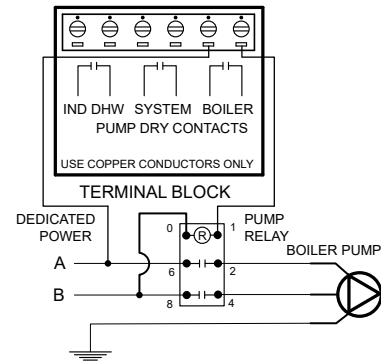 IND DHW SYSTEM BOILER
PUMP DRY CONTACTS
USE COPPER CONDUCTORS ONLY
TERMINAL BLOCK
DEDICATED
POWER
0
1
R
PUMP
RELAY
BOILER PUMP
A
6
2
B
8
4